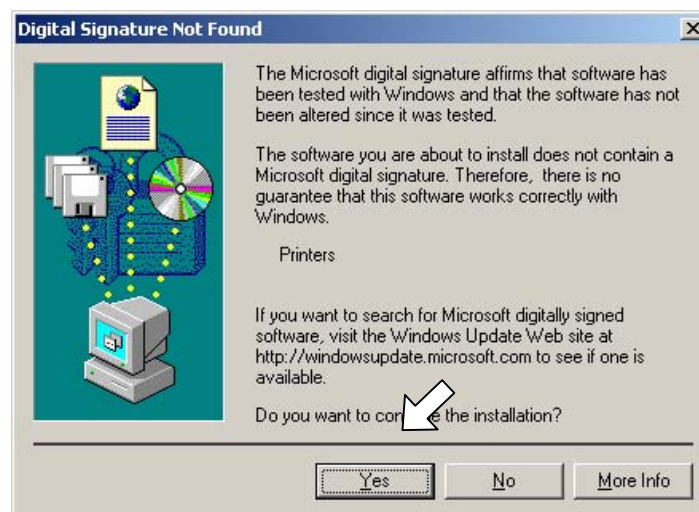 Digital Signature Not Found
The Microsoft digital signature affirms that software has
been tested with Windows and that the software has not
been altered since it was tested.
The software you are about to install does not contain a
Microsoft digital signature. Therefore, there is no
guarantee that this software works correctly with
Windows.
Printers
If you want to search for Microsoft digitally signed
software, visit the Windows Update Web site at
http://windowsupdate.microsoft.com to see if one is
available.
Do you want to the installation?
Yes No More Info